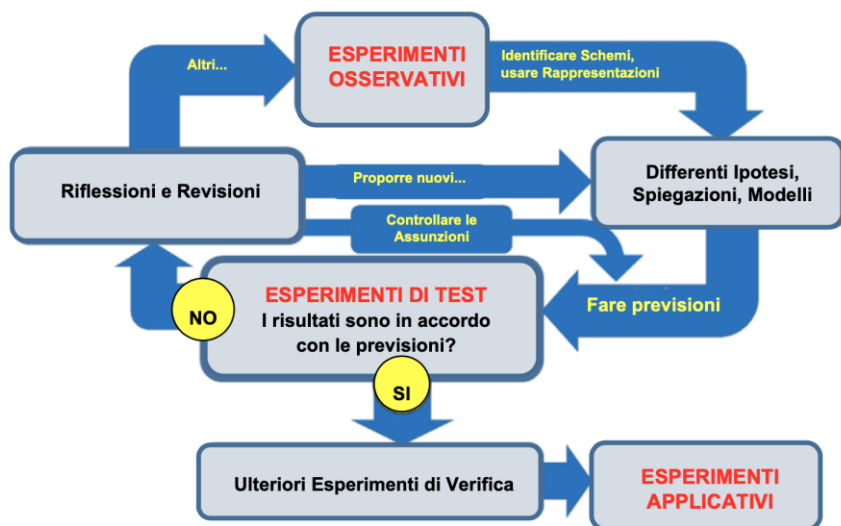 Altri...
ESPERIMENTI
OSSERVATIVI
Identificare Schemi,
usare Rappresentazioni
Riflessioni e Revisioni
Proporre nuovi...
Differenti Ipotesi,
Spiegazioni, Modelli
Controllare le
Assunzioni
ESPERIMENTI DI TEST
I risultati sono in accordo
con le previsioni?
Fare previsioni
NO
SI
Ulteriori Esperimenti di Verifica
ESPERIMENTI
APPLICATIVI